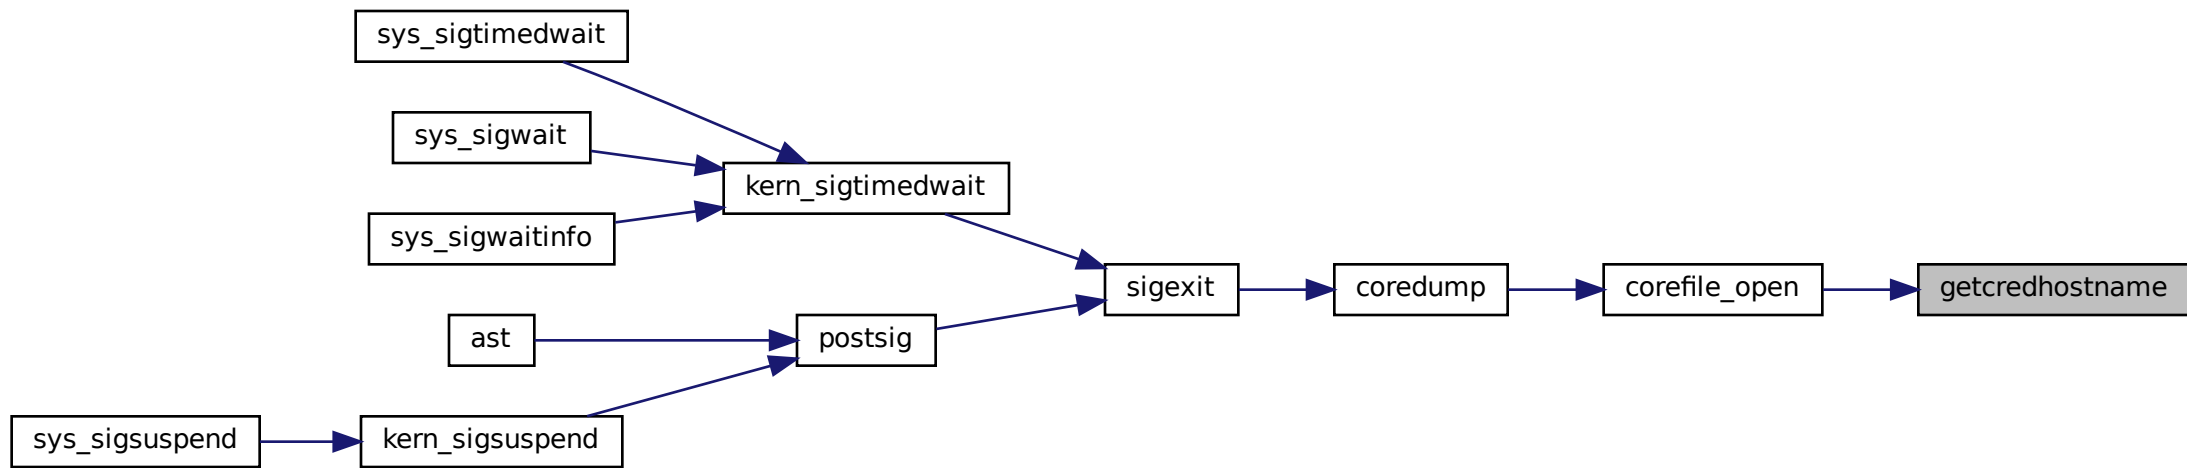 sys_sigtimedwait
sys_sigwait
kern_sigtimedwait
sys_sigwaitinfo
sigexit
coredump
corefile_open
getcredhostname
ast
postsig
sys_sigsuspend
kern_sigsuspend